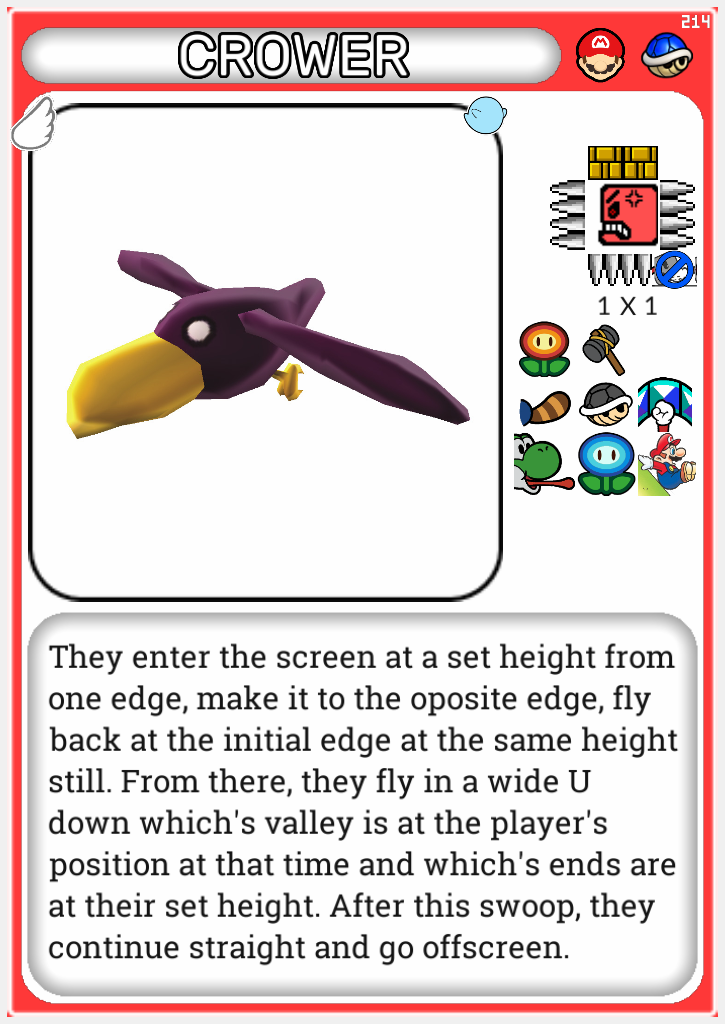 214
CROWER
1 X 1
They enter the screen at a set height from
one edge, make it to the oposite edge, fly
back at the initial edge at the same height
still. From there, they fly in a wide U
down which's valley is at the player's
position at that time and which's ends are
at their set height. After this swoop, they
continue straight and go offscreen.